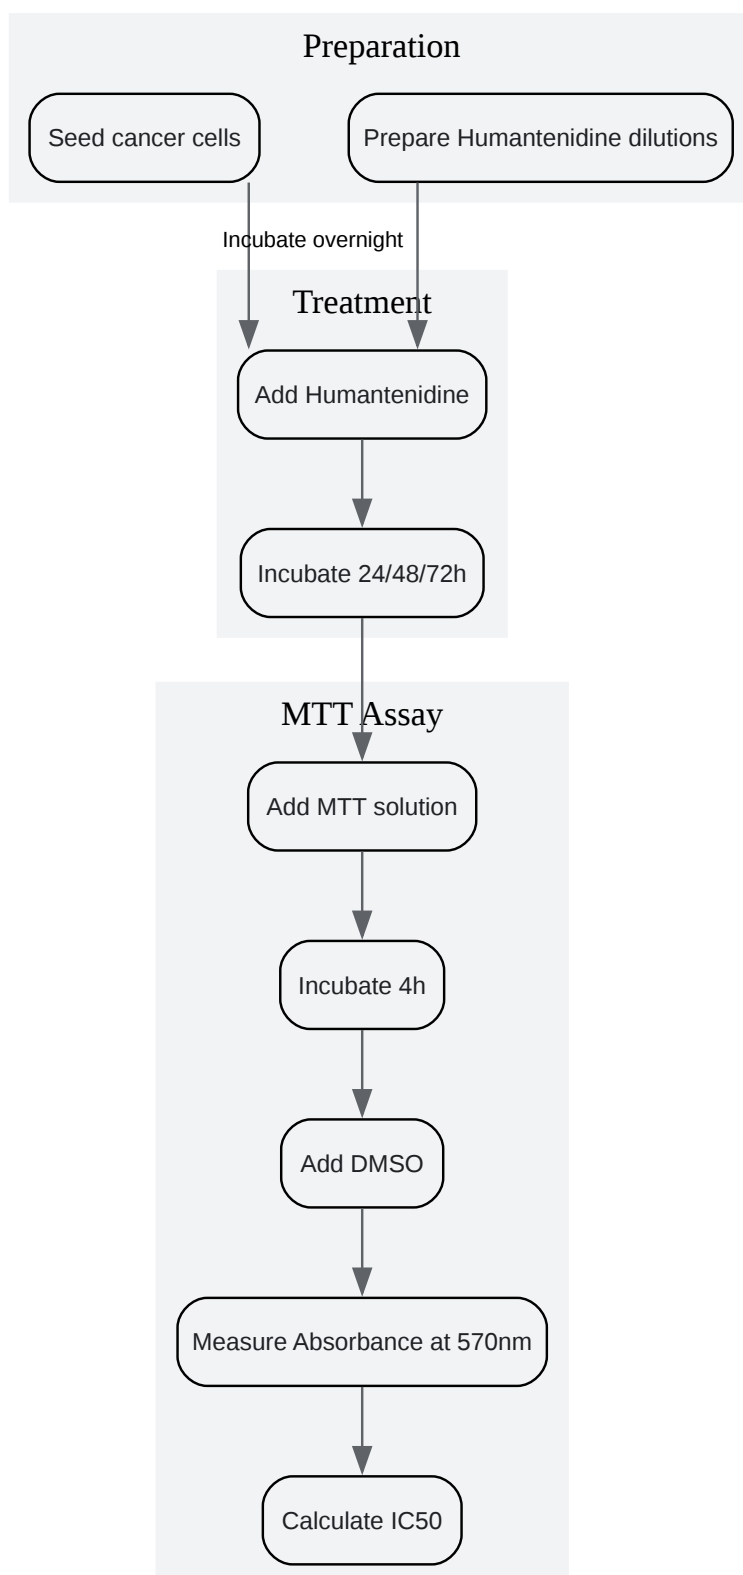 Preparation
Seed cancer cells
Prepare Humantenidine dilutions
Incubate overnight
Treatment
Add Humantenidine
Incubate 24/48/72h
MTT Assay
Add MTT solution
Incubate 4h
Add DMSO
Measure Absorbance at 570nm
Calculate IC50